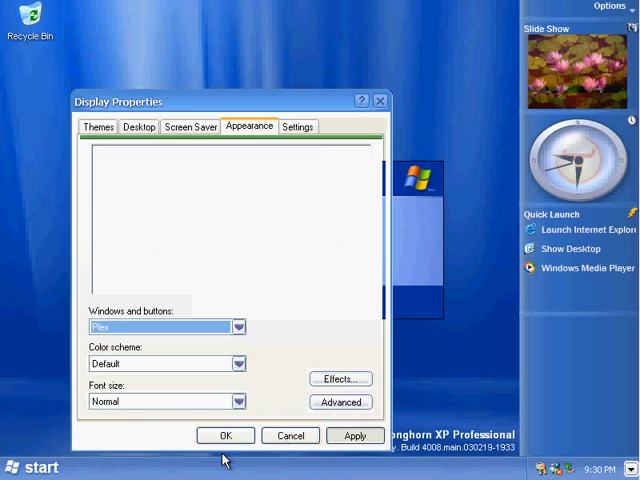 Recycle Bin
Options
Slide Show
Display Properties
Themes
Desktop
Screen Saver
Appearance
Settings
Quick Launch
Launch Internet Explore
Show Desktop
Windows Media Player
Windows and buttons:
Plex
Color scheme:
Default
Effects...
Font size:
Normal
Advanced
OK
Cancel
Apply
onghorn XP Professional
y. Build 4008.main.030219-1933
start
9:30 PM